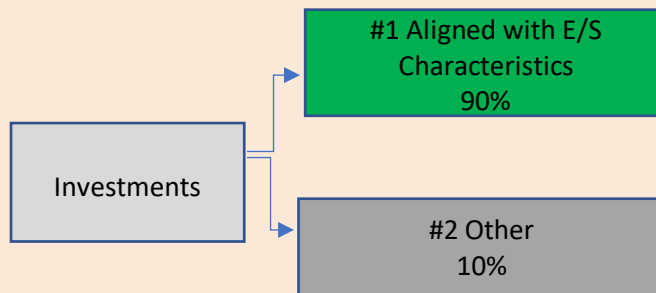 #1 Aligned with E/S
Characteristics
90%
Investments
#2 Other
10%